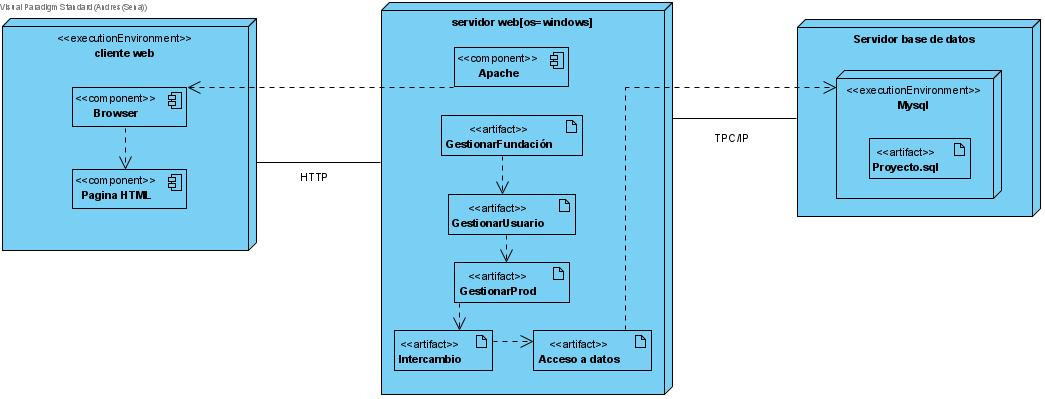 Visual Paradigm Standard (Andres (Sena))
<<executionEnvironment>>
cliente web
<<component>>
Browser
<<component>>
Pagina HTML
HTTP
servidor web[os=windows]
<<component>>
Apache
<<artifact>>
GestionarFundación
<<artifact>>
GestionarUsuario
<<artifact>>
GestionarProd
<<artifact>>
Intercambio
<<artifact>>
Acceso a datos
TPC/IP
Servidor base de datos
<<executionEnvironment>>
Mysql
<<artifact>>
Proyecto.sql